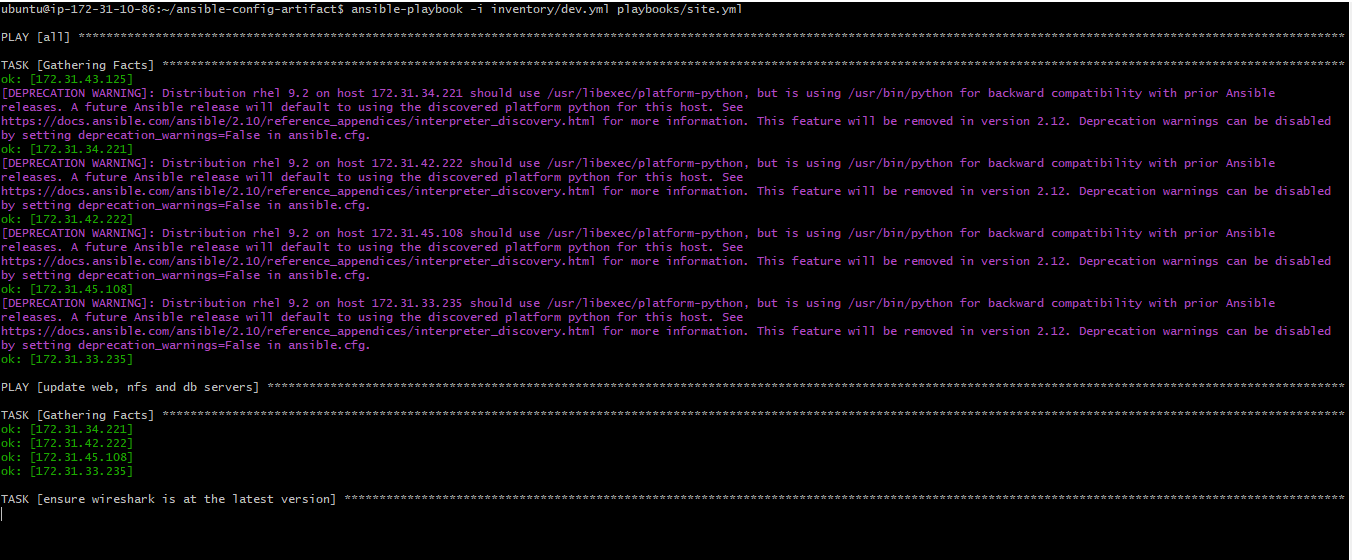 ubuntu@ip-172-31-10-86:~/ansible-config-artifact$ ansible-playbook -i inventory/dev.yml playbooks/site.yml
PLAY [all] *************************************************************************************************************************************************************************************
TASK [Gathering Facts] *************************************************************************************************************************************************************************
ok: [172.31.43.125]
[DEPRECATION WARNING]: Distribution rhel 9.2 on host 172.31.34.221 should use /usr/libexec/platform-python, but is using /usr/bin/python for backward compatibility with prior Ansible
releases. A future Ansible release will default to using the discovered platform python for this host. See
https://docs.ansible.com/ansible/2.10/reference_appendices/interpreter_discovery.html for more information. This feature will be removed in version 2.12. Deprecation warnings can be disabled
by setting deprecation_warnings=False in ansible.cfg.
ok: [172.31.34.221]
[DEPRECATION WARNING]: Distribution rhel 9.2 on host 172.31.42.222 should use /usr/libexec/platform-python, but is using /usr/bin/python for backward compatibility with prior Ansible
releases. A future Ansible release will default to using the discovered platform python for this host. See
https://docs.ansible.com/ansible/2.10/reference_appendices/interpreter_discovery.html for more information. This feature will be removed in version 2.12. Deprecation warnings can be disabled
by setting deprecation_warnings=False in ansible.cfg.
ok: [172.31.42.222]
[DEPRECATION WARNING]: Distribution rhel 9.2 on host 172.31.45.108 should use /usr/libexec/platform-python, but is using /usr/bin/python for backward compatibility with prior Ansible
releases. A future Ansible release will default to using the discovered platform python for this host. See
https://docs.ansible.com/ansible/2.10/reference_appendices/interpreter_discovery.html for more information. This feature will be removed in version 2.12. Deprecation warnings can be disabled
by setting deprecation_warnings=False in ansible.cfg.
ok: [172.31.45.108]
[DEPRECATION WARNING]: Distribution rhel 9.2 on host 172.31.33.235 should use /usr/libexec/platform-python, but is using /usr/bin/python for backward compatibility with prior Ansible
releases. A future Ansible release will default to using the discovered platform python for this host. See
https://docs.ansible.com/ansible/2.10/reference_appendices/interpreter_discovery.html for more information. This feature will be removed in version 2.12. Deprecation warnings can be disabled
by setting deprecation_warnings=False in ansible.cfg.
ok: [172.31.33.235]
PLAY [update web, nfs and db servers] **********************************************************************************************************************************************************
TASK [Gathering Facts] *************************************************************************************************************************************************************************
ok: [172.31.34.221]
ok: [172.31.42.222]
ok: [172.31.45.108]
ok: [172.31.33.235]
TASK [ensure wireshark is at the latest version] ***********************************************************************************************************************************************